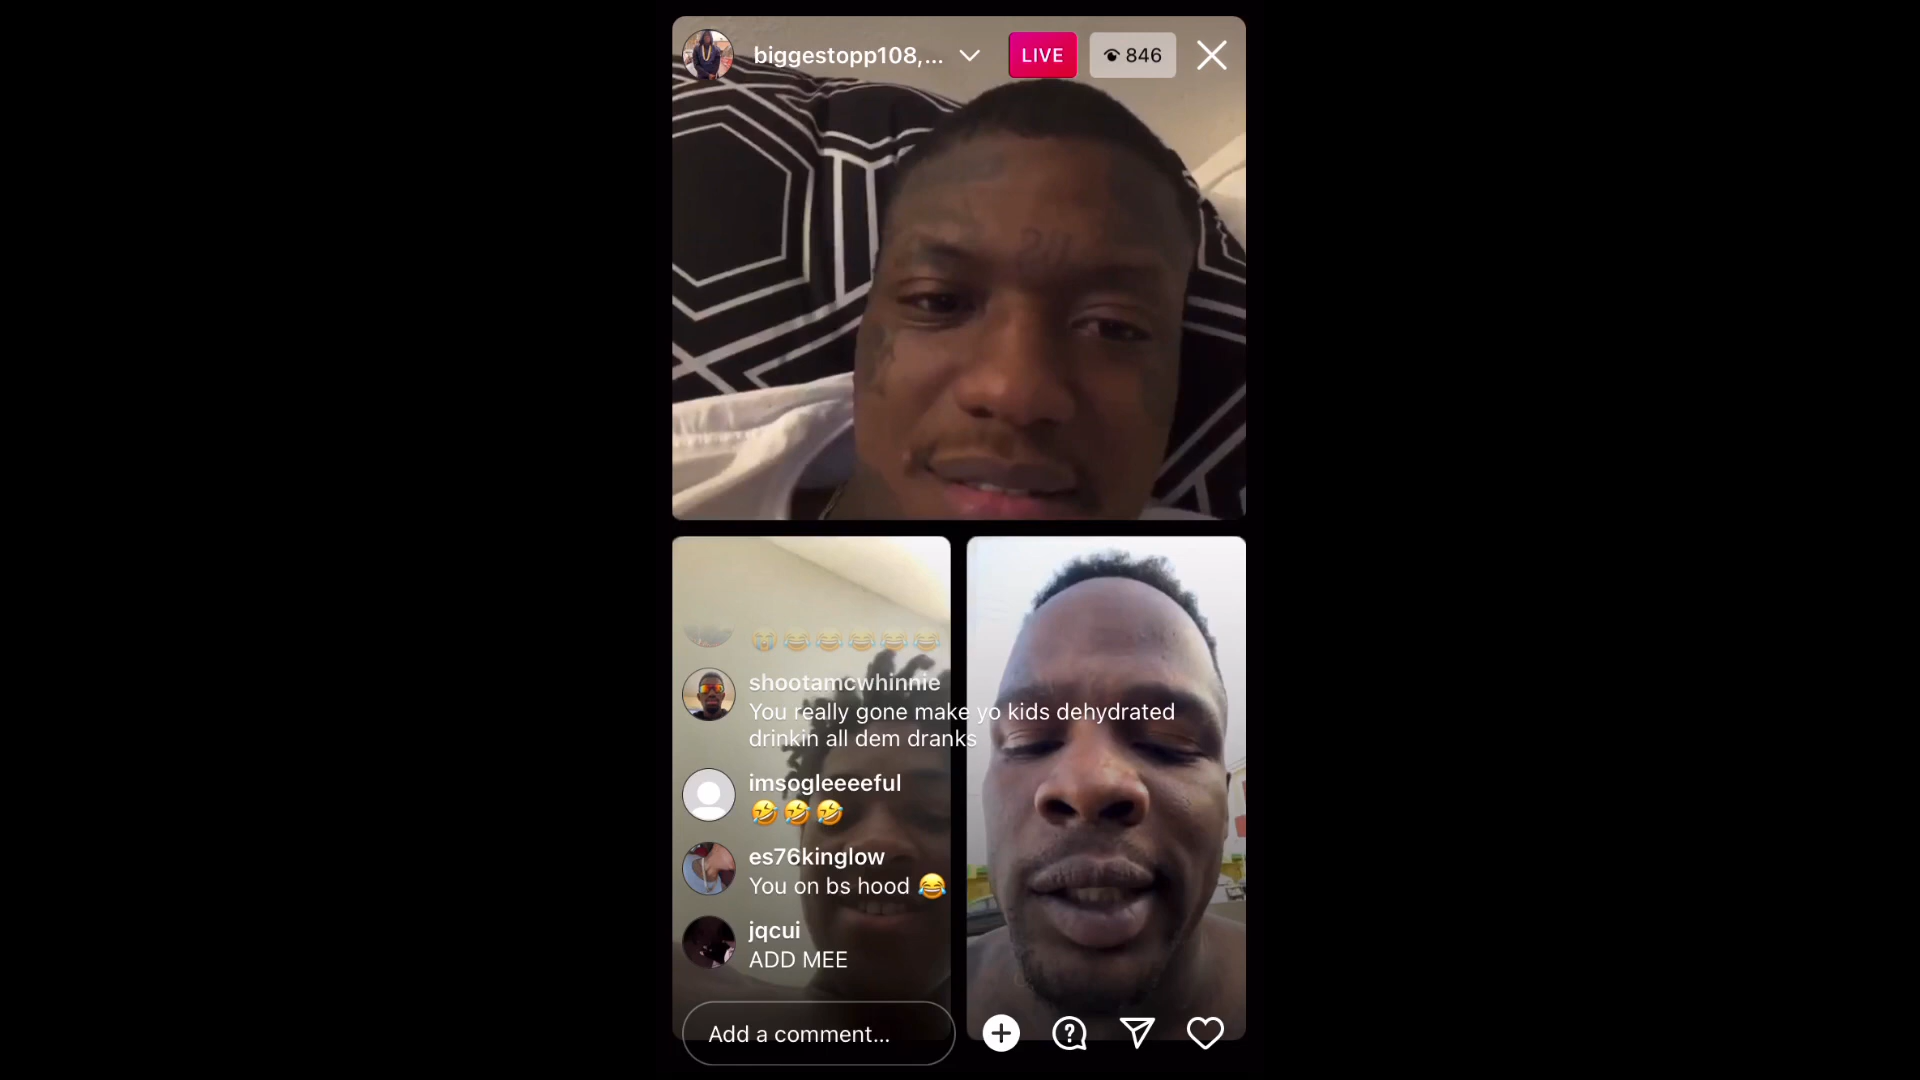 biggestopp108,...
LIVE
846
😭😂😂😂😂😂
shootamcwhinnie
You really gone make yo kids dehydrated
drinkin all dem dranks
imsogleeeeful
🤣🤣🤣
es76kinglow
You on bs hood 😂
jqcui
ADD MEE
Add a comment...